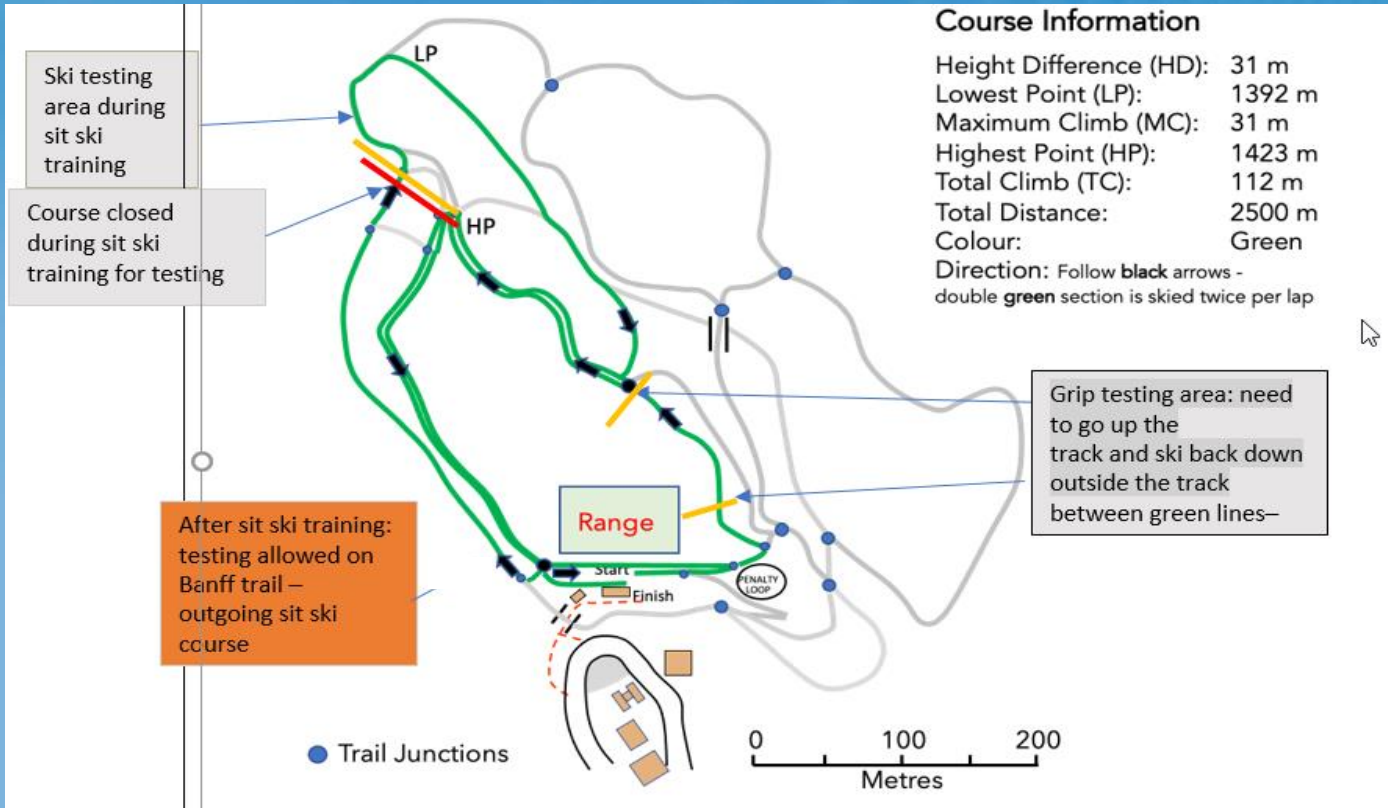 Course Information
Height Difference (HD): 31 m
Lowest Point (LP): 1392 m
Maximum Climb (MC): 31 m
Highest Point (HP): 1423 m
Total Climb (TC): 112 m
Total Distance: 2500 m
Colour: Green
Direction: Follow black arrows -
double green section is skied twice per lap
LP
Ski testing
area during
sit ski
training
Course closed
during sit ski
training for testing
HP
Grip testing area: need
to go up the
track and ski back down
outside the track
between green lines–
After sit ski training:
testing allowed on
Banff trail –
outgoing sit ski
course
Range
Start
Finish
PENALTY
LOOP
Trail Junctions
0 100 200
Metres